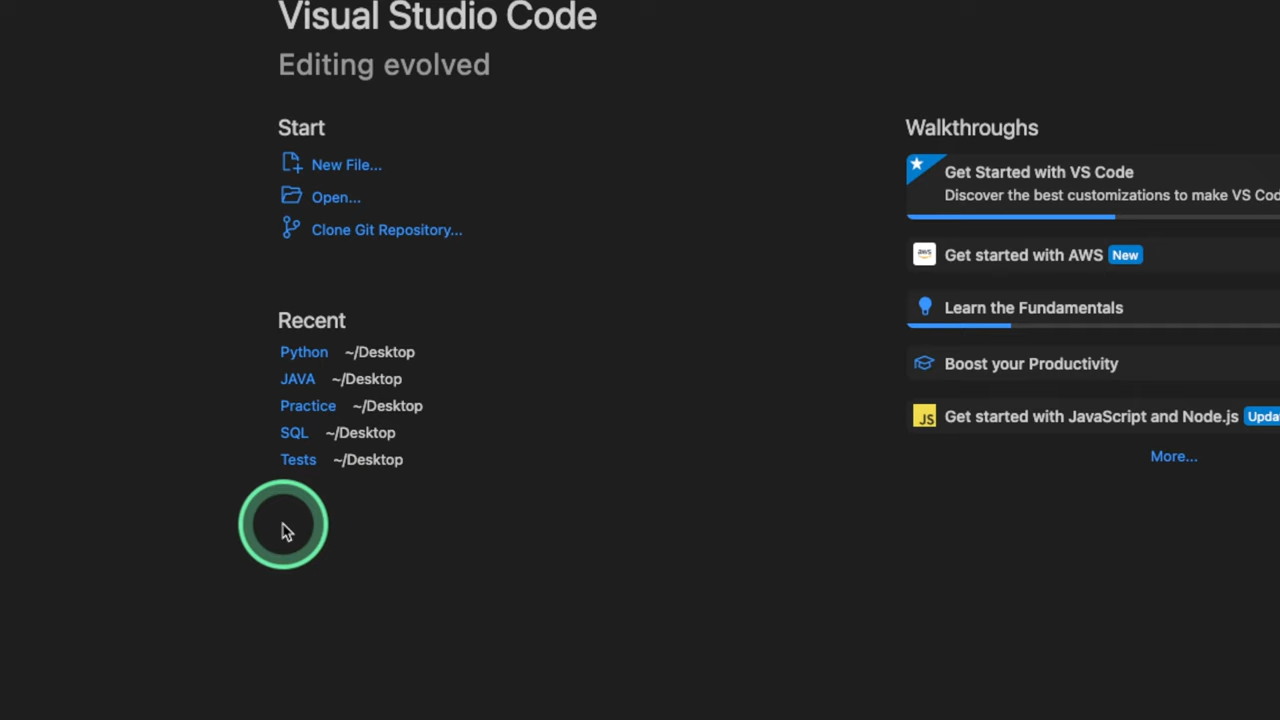 Visual Studio Code
Editing evolved
Start
New File...
Open...
Clone Git Repository...
Recent
Python ~/Desktop
JAVA ~/Desktop
Practice ~/Desktop
SQL ~/Desktop
Tests ~/Desktop
Walkthroughs
Get Started with VS Code
Discover the best customizations to make VS
aws Get started with AWS New
Learn the Fundamentals
Boost your Productivity
JS Get started with JavaScript and Node.js
More...